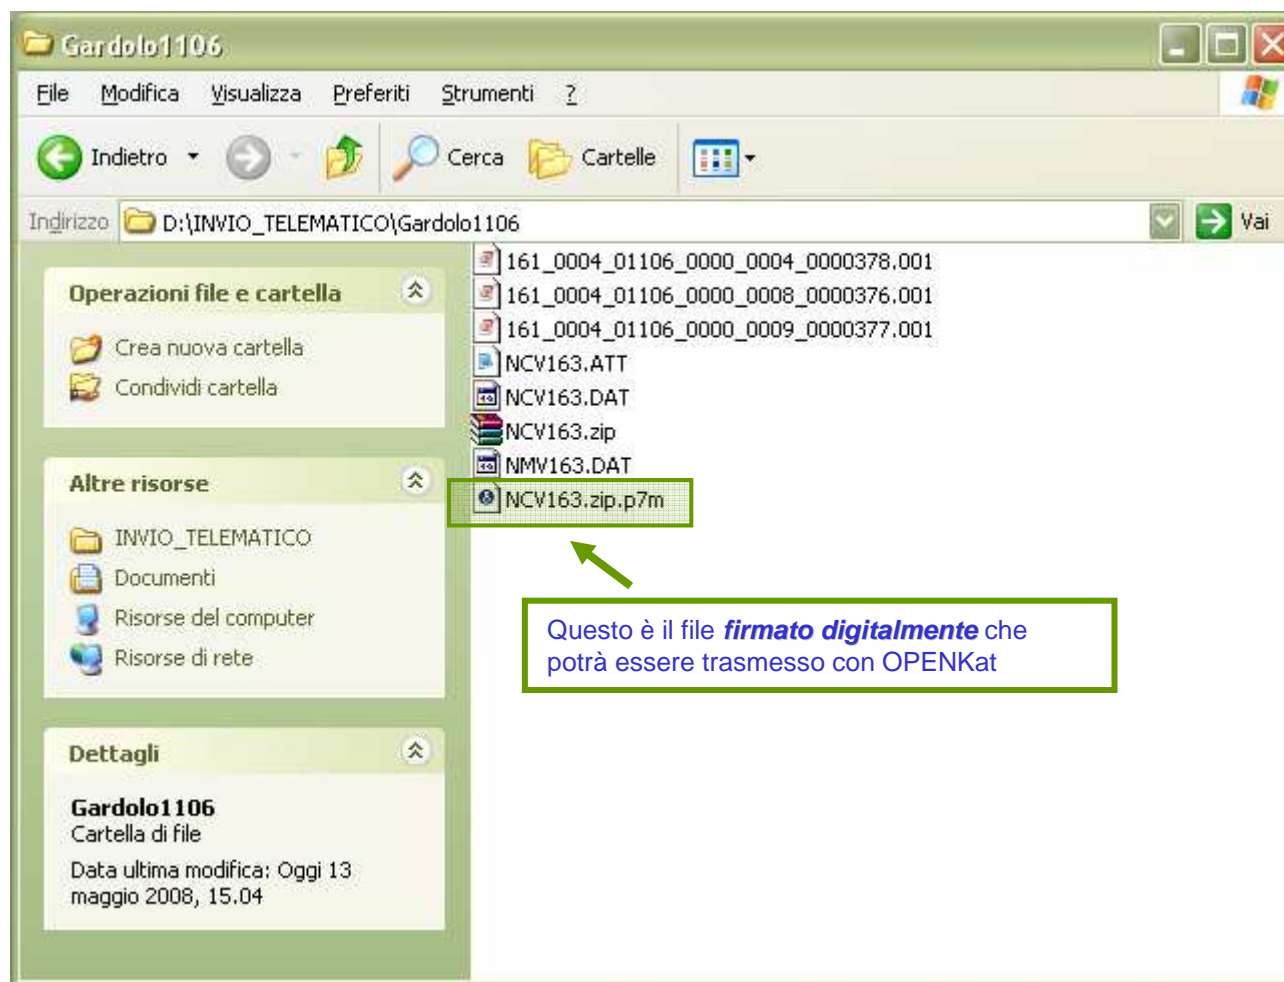 Gardolo1106
File Modifica Visualizza Preferiti Strumenti ?
Indietro Cerca Cartelle
Indirizzo D:\INVIO_TELEMATICO\Gardolo1106 Vai
Operazioni file e cartella
Crea nuova cartella
Condividi cartella
Altre risorse
INVIO_TELEMATICO
Documenti
Risorse del computer
Risorse di rete
Dettagli
Gardolo1106
Cartella di file
Data ultima modifica: Oggi 13
maggio 2008, 15.04
161_0004_01106_0000_0004_0000378.001
161_0004_01106_0000_0008_0000376.001
161_0004_01106_0000_0009_0000377.001
NCV163.ATT
NCV163.DAT
NCV163.zip
NMV163.DAT
NCV163.zip.p7m
Questo è il file firmato digitalmente che
potrà essere trasmesso con OPENKat